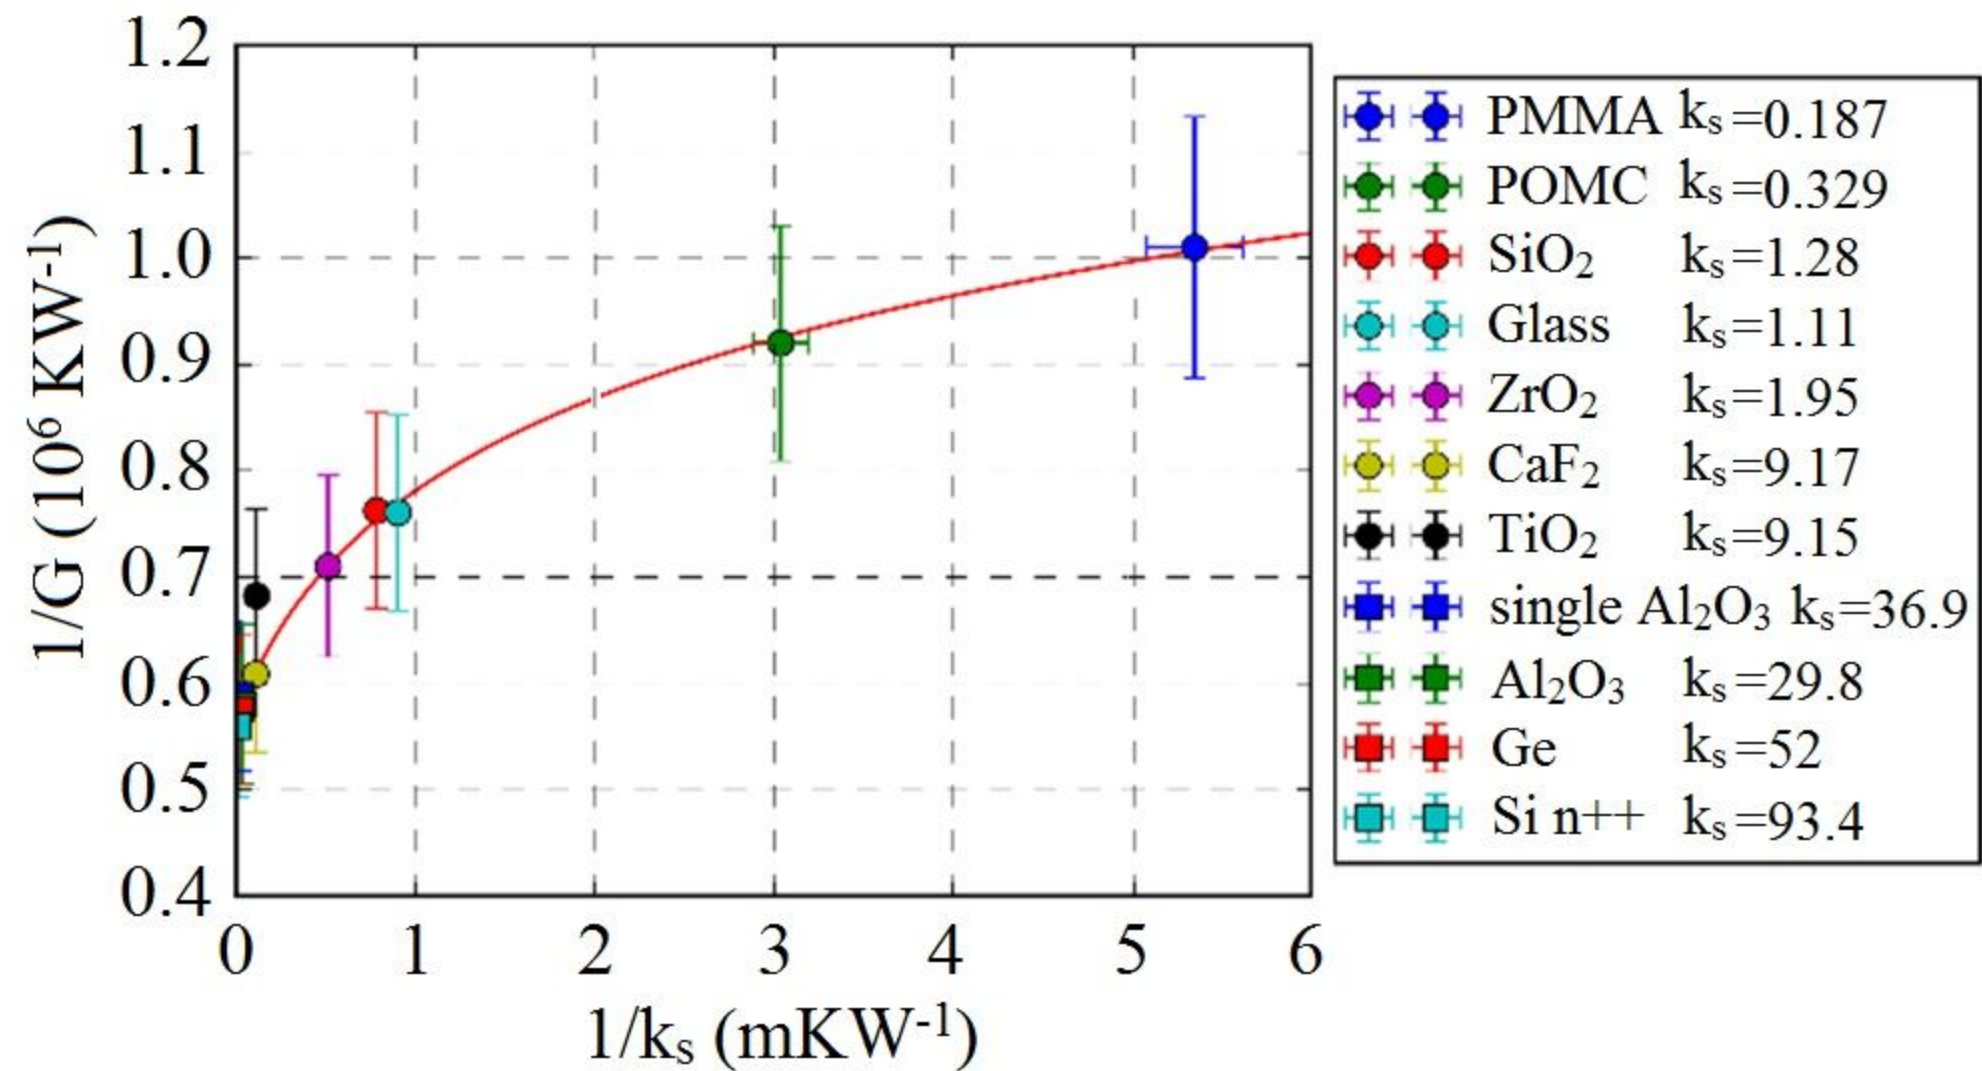 1.2
1.1
1.0
0.9
0.8
0.7
0.6
0.5
0.4
1/G (10⁶ KW⁻¹)
0 1 2 3 4 5 6
1/kₛ (mKW⁻¹)
PMMA kₛ=0.187
POMC kₛ=0.329
SiO₂ kₛ=1.28
Glass kₛ=1.11
ZrO₂ kₛ=1.95
CaF₂ kₛ=9.17
TiO₂ kₛ=9.15
single Al₂O₃ kₛ=36.9
Al₂O₃ kₛ=29.8
Ge kₛ=52
Si n++ kₛ=93.4